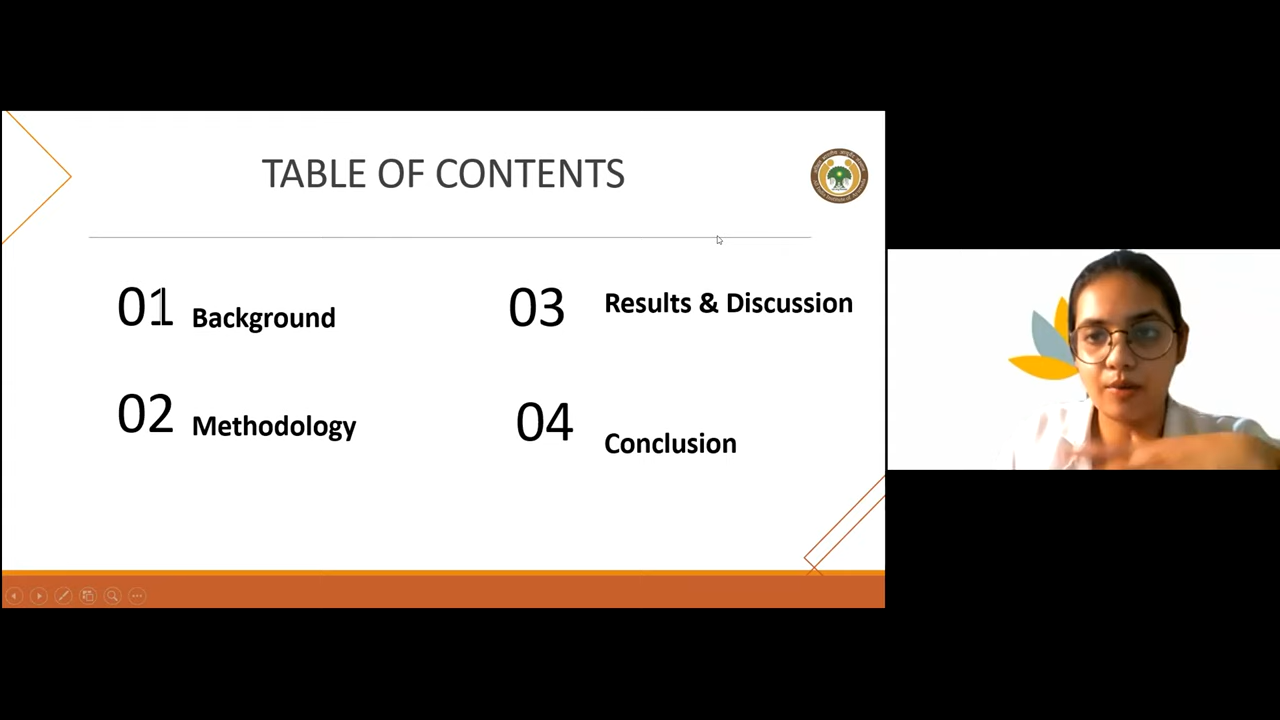 TABLE OF CONTENTS
01 Background
02 Methodology
03 Results & Discussion
04 Conclusion